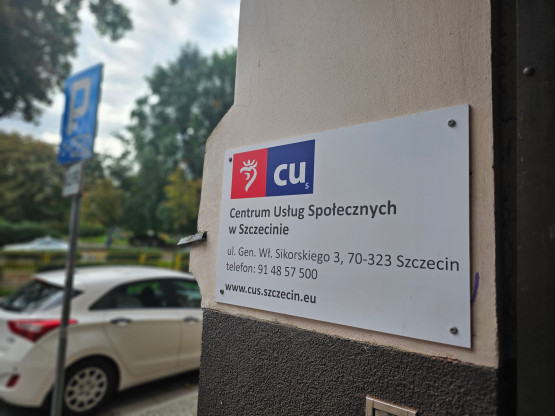 P
cu
s
Centrum Usług Społecznych
w Szczecinie
ul. Gen. Wł. Sikorskiego 3, 70-323 Szczecin
telefon: 91 48 57 500
www.cus.szczecin.eu